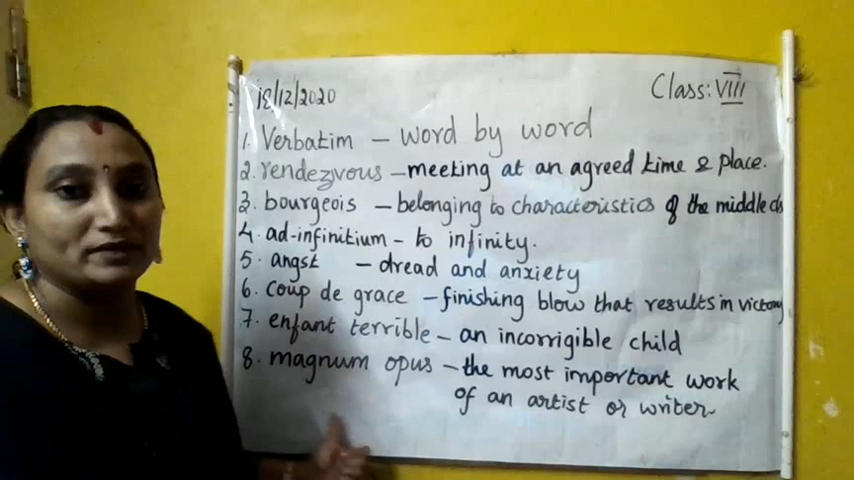 18/12/2020
Class: VIII
1. Verbatim – word by word
2. rendezvous – meeting at an agreed time & place.
3. bourgeois – belonging to characteristics of the middle cls
4. ad-infinitium – to infinity.
5. angst – dread and anxiety
6. coup de grace – finishing blow that results in victory
7. enfant terrible – an incorrigible child
8. magnum opus – the most important work
of an artist or writer